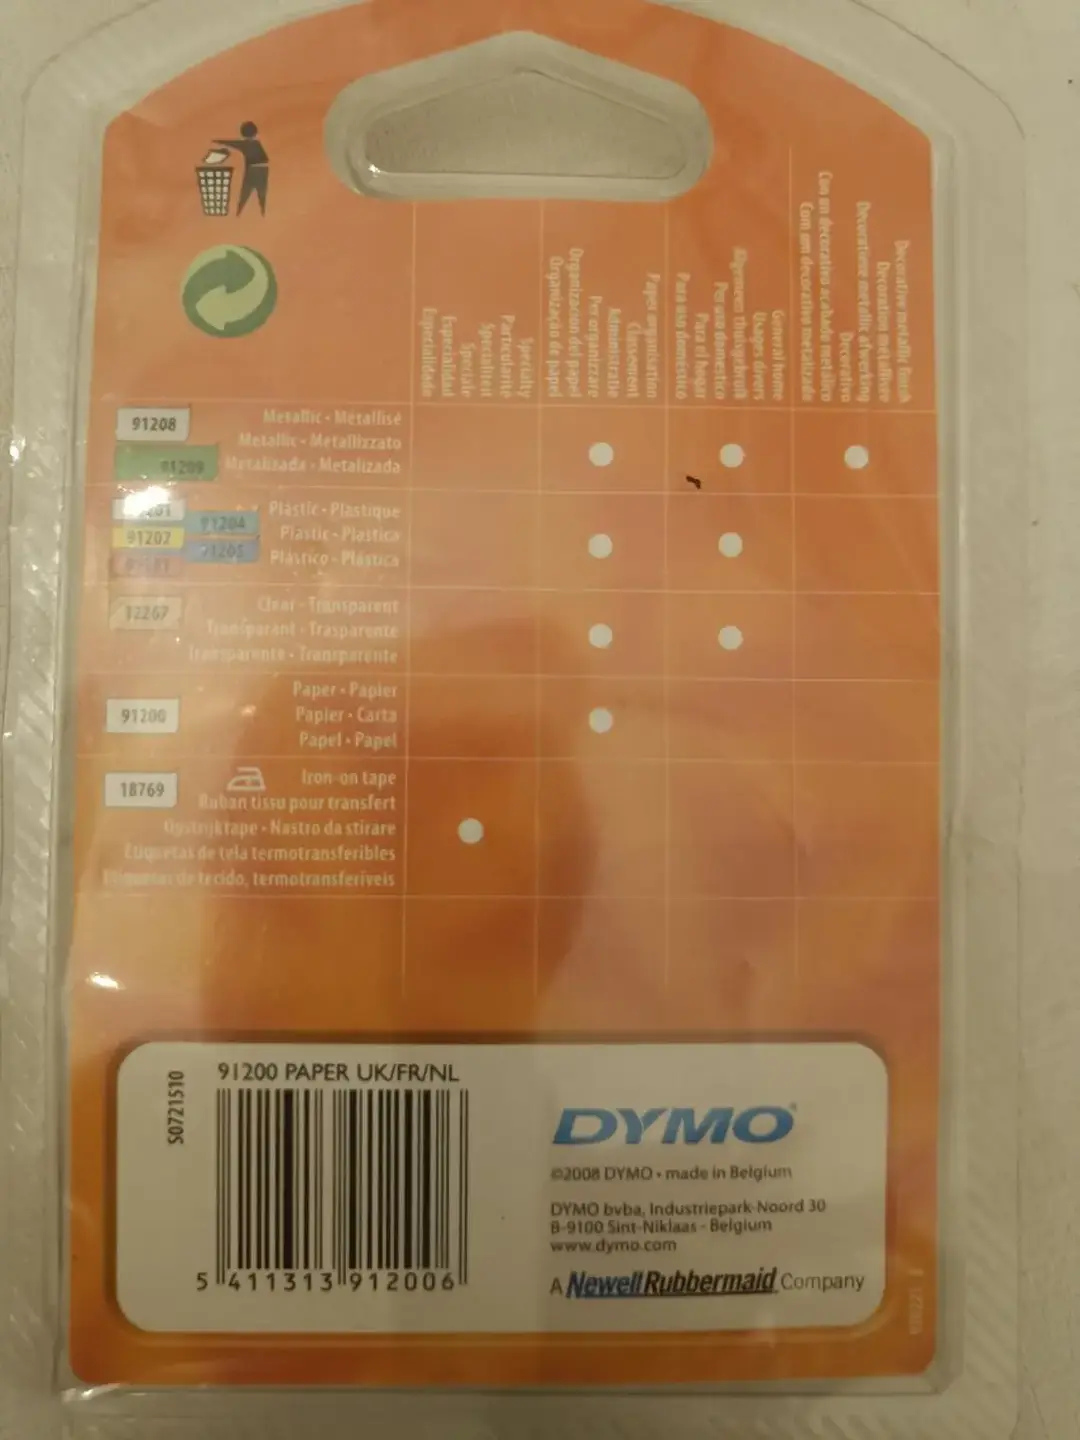 Specialty
Particularité
Specialiteit
Speciale
Especialidad
Especialidade
Paper organisation
Classement
Administratie
Per organizzare
Organización del papel
Organização de papel
General home
Usages divers
Algemeen thuisgebruik
Per uso domestico
Para el hogar
Para uso doméstico
Decorative metallic finish
Décoration métallisée
Decoratieve metallic afwerking
Decorativo
Con un decorativo acabado metálico
Com um decorativo metalizado
91208
91209
Metallic • Métallisé
Metallic • Metallizzato
Metalizada • Metalizada
91204
91202
91205
Plastic • Plastique
Plastic • Plastica
Plástico • Plástica
12267
Clear • Transparent
Transparant • Trasparente
Transparente • Transparente
91200
Paper • Papier
Papier • Carta
Papel • Papel
18769
Iron-on tape
Ruban tissu pour transfert
Opstrijktape • Nastro da stirare
Etiquetas de tela termotransferibles
Etiquetas de tecido, termotransferíveis
S0721510
91200 PAPER UK/FR/NL
5 411313 912006
DYMO
©2008 DYMO • made in Belgium
DYMO bvba, Industriepark-Noord 30
B-9100 Sint-Niklaas - Belgium
www.dymo.com
A Newell Rubbermaid Company